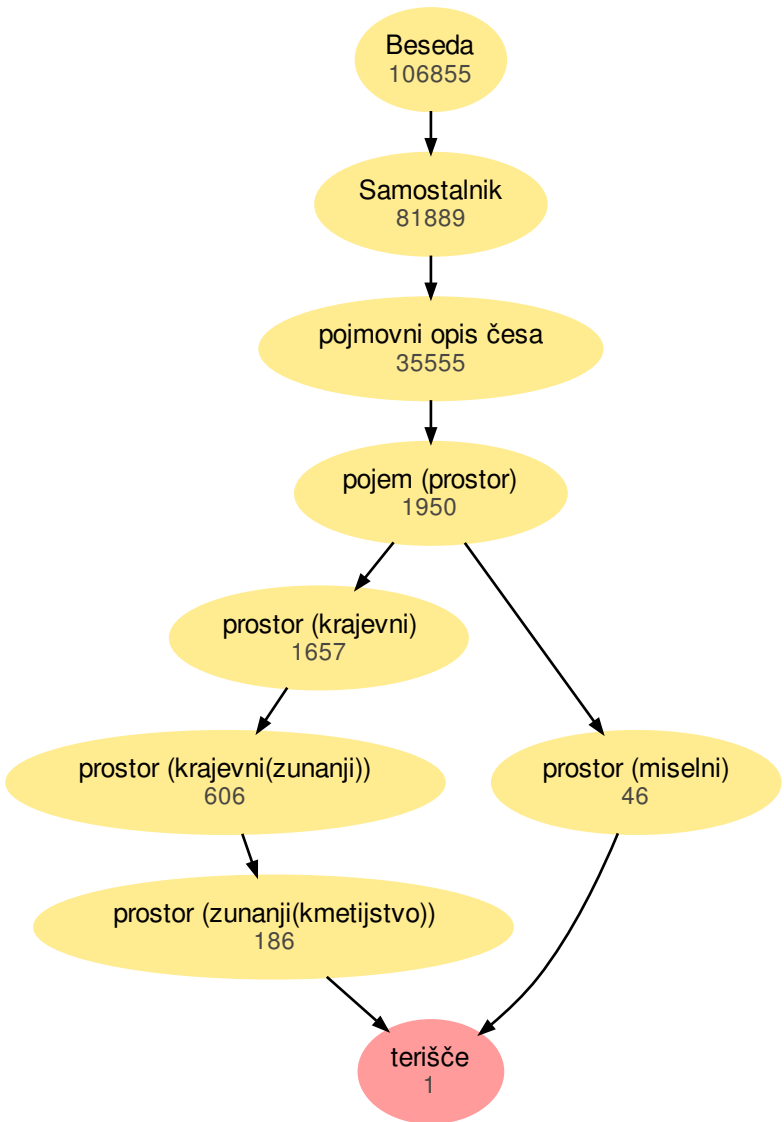 Beseda
106855
Samostalnik
81889
pojmovni opis česa
35555
pojem (prostor)
1950
prostor (krajevni)
1657
prostor (krajevni(zunanji))
606
prostor (miselni)
46
prostor (zunanji(kmetijstvo))
186
terišče
1